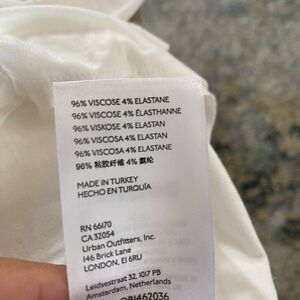 96% VISCOSE 4% ELASTANE
96% VISCOSE 4% ÉLASTHANNE
96% VISKOSE 4% ELASTAN
96% VISCOSA 4% ELASTAN
96% VISCOSA 4% ELASTANE
96% 粘胶纤维 4% 氨纶
MADE IN TURKEY
HECHO EN TURQUÍA
RN 66170
CA 32054
Urban Outfitters, Inc.
146 Brick Lane
LONDON, E1 6RU
Leidsestraat 32, 1017 PB
Amsterdam, Netherlands